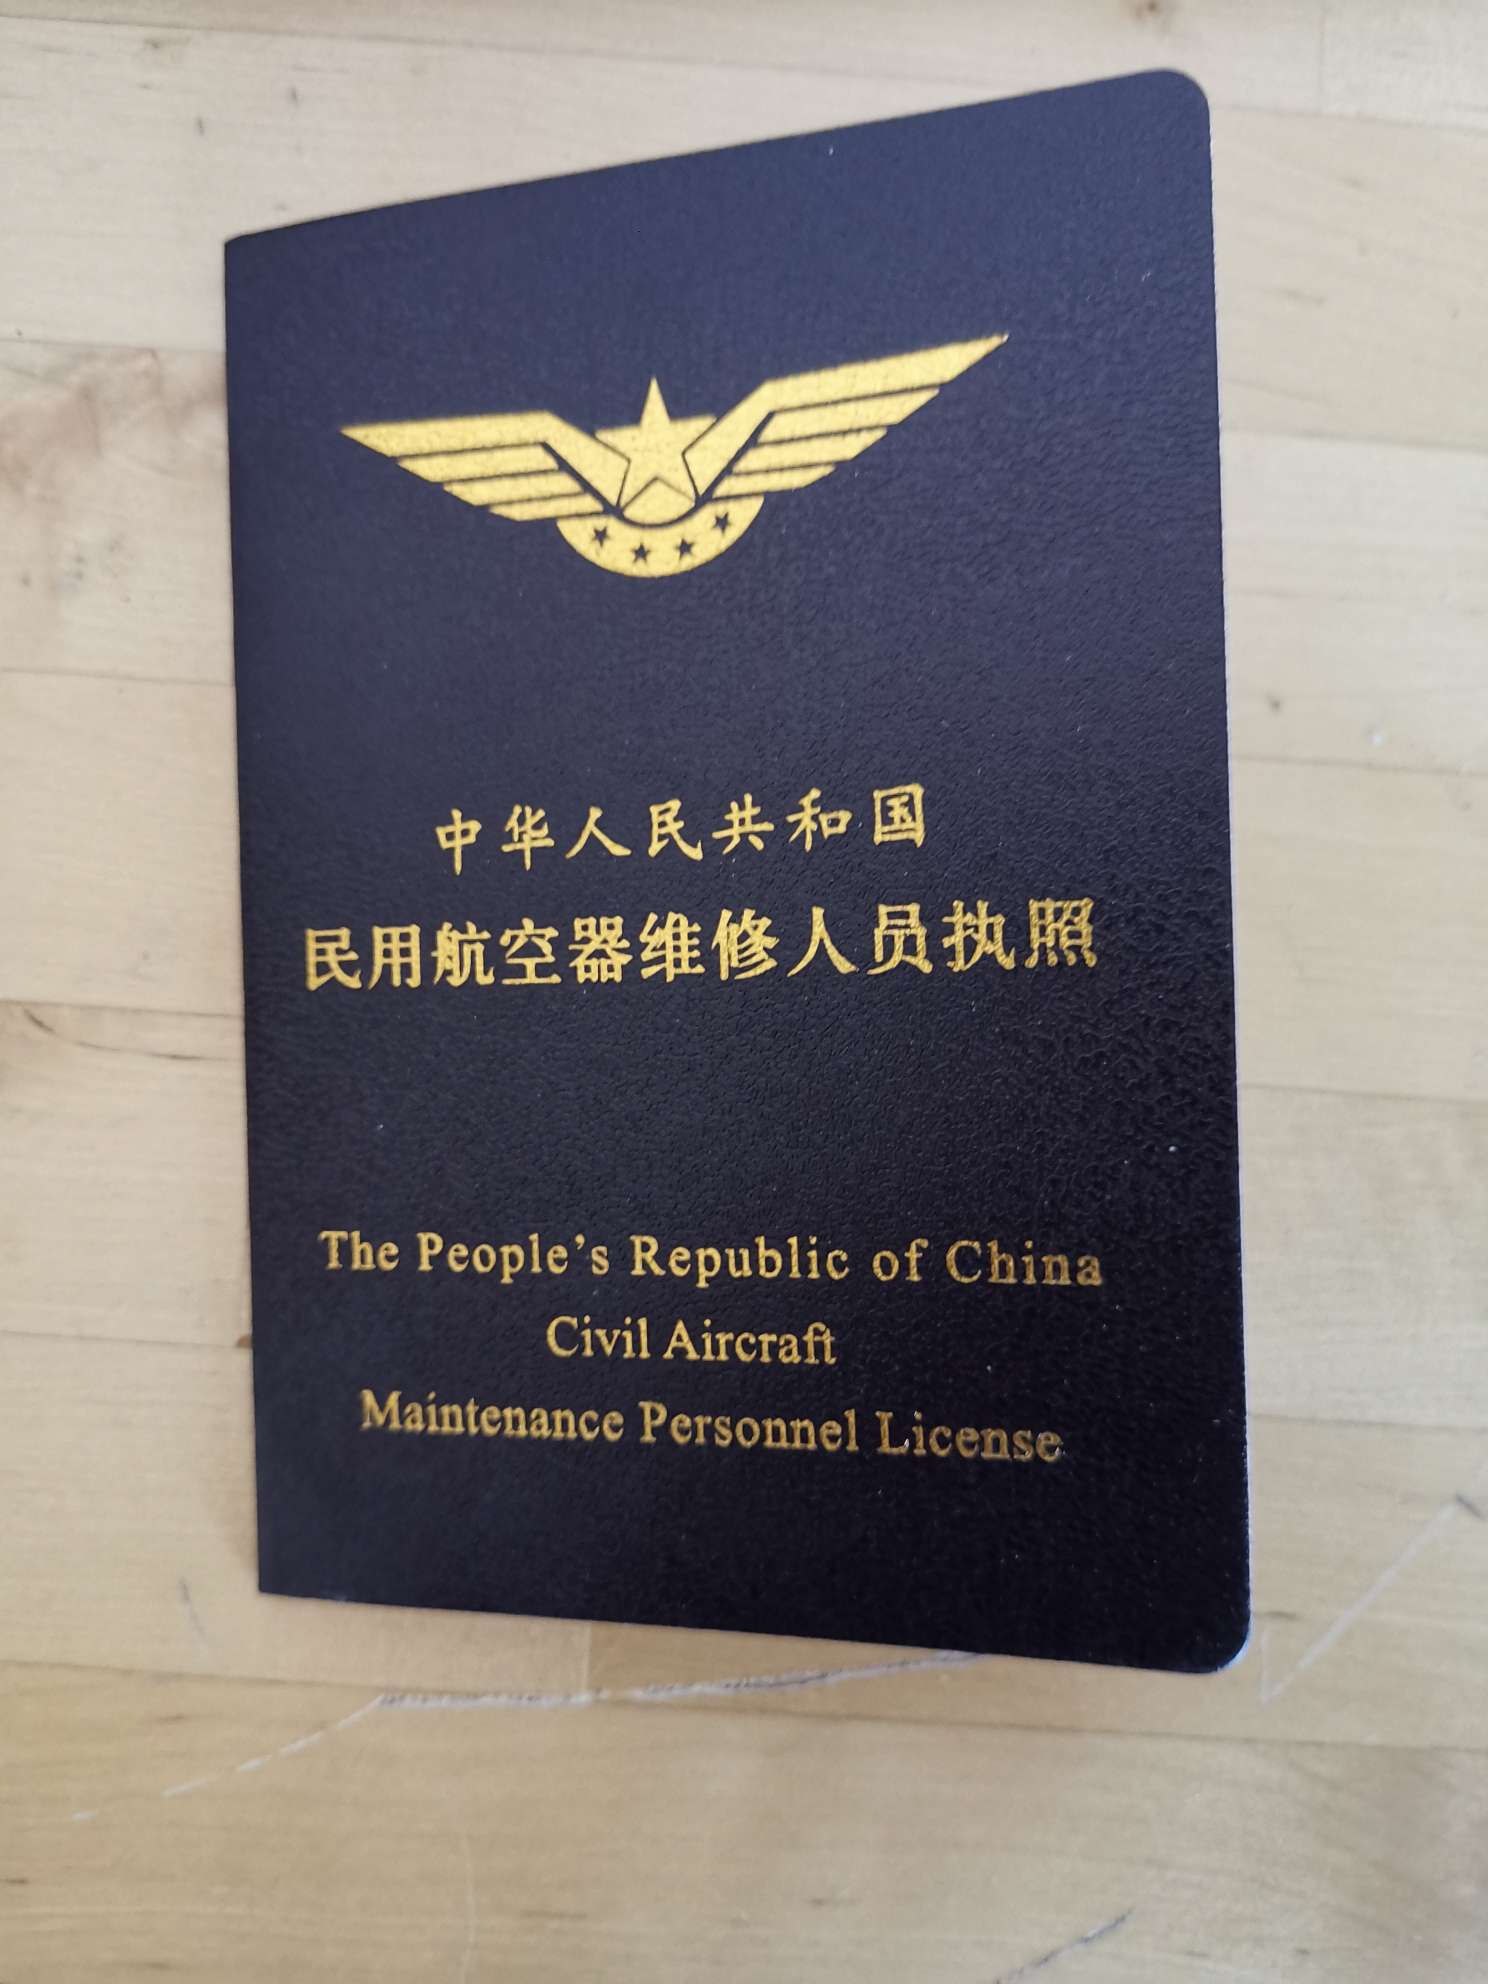 中华人民共和国
民用航空器维修人员执照
The People’s Republic of China
Civil Aircraft
Maintenance Personnel License